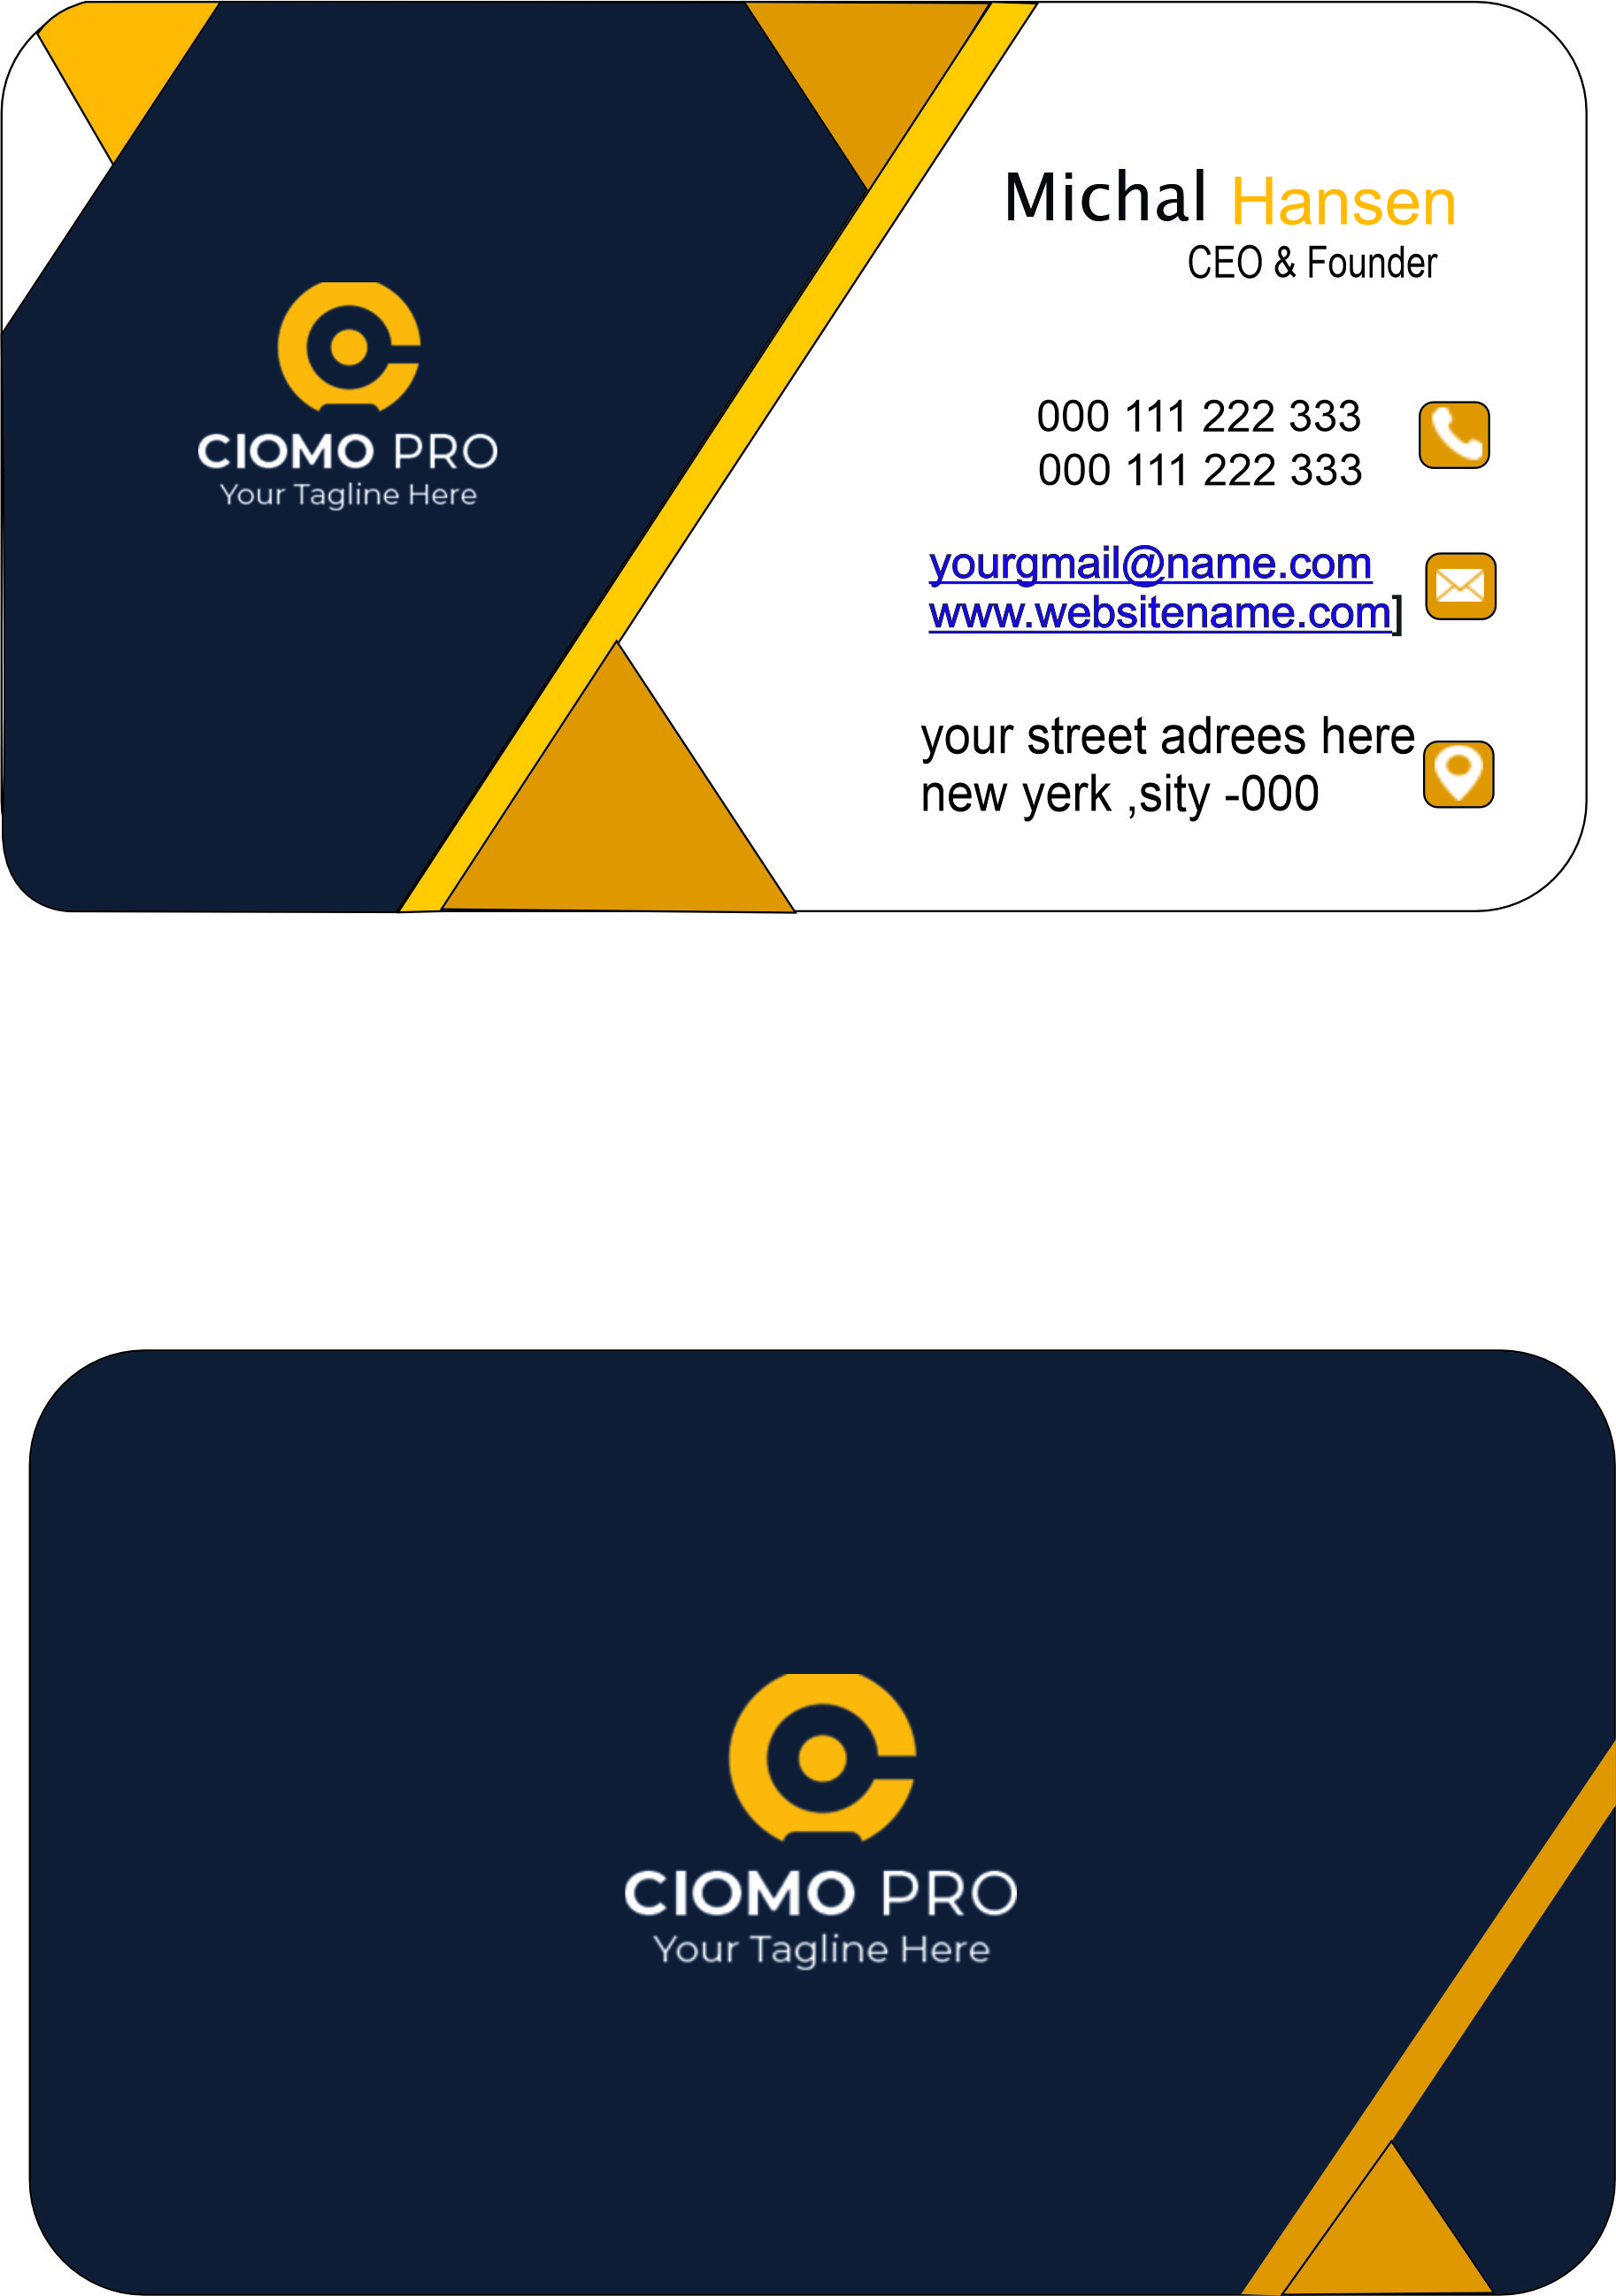 Michal Hansen
CEO & Founder
CIOMO PRO
Your Tagline Here
000 111 222 333
000 111 222 333
yourgmail@name.com
www.websitename.com]
your street adrees here
new yerk ,sity -000
CIOMO PRO
Your Tagline Here